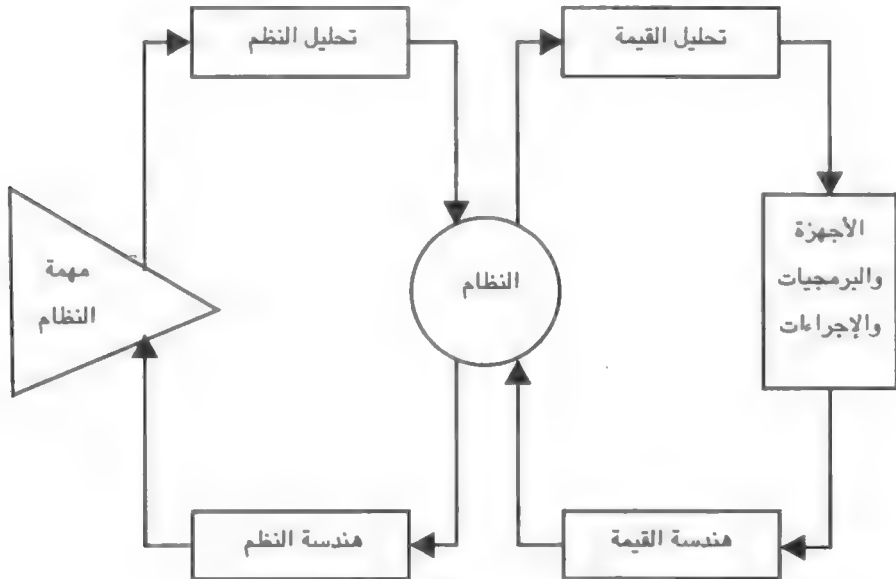 تحليل النظم
تحليل القيمة
مهمة
النظام
النظام
الأجهزة
والبرمجيات
والإجراءات
هندسة النظم
هندسة القيمة